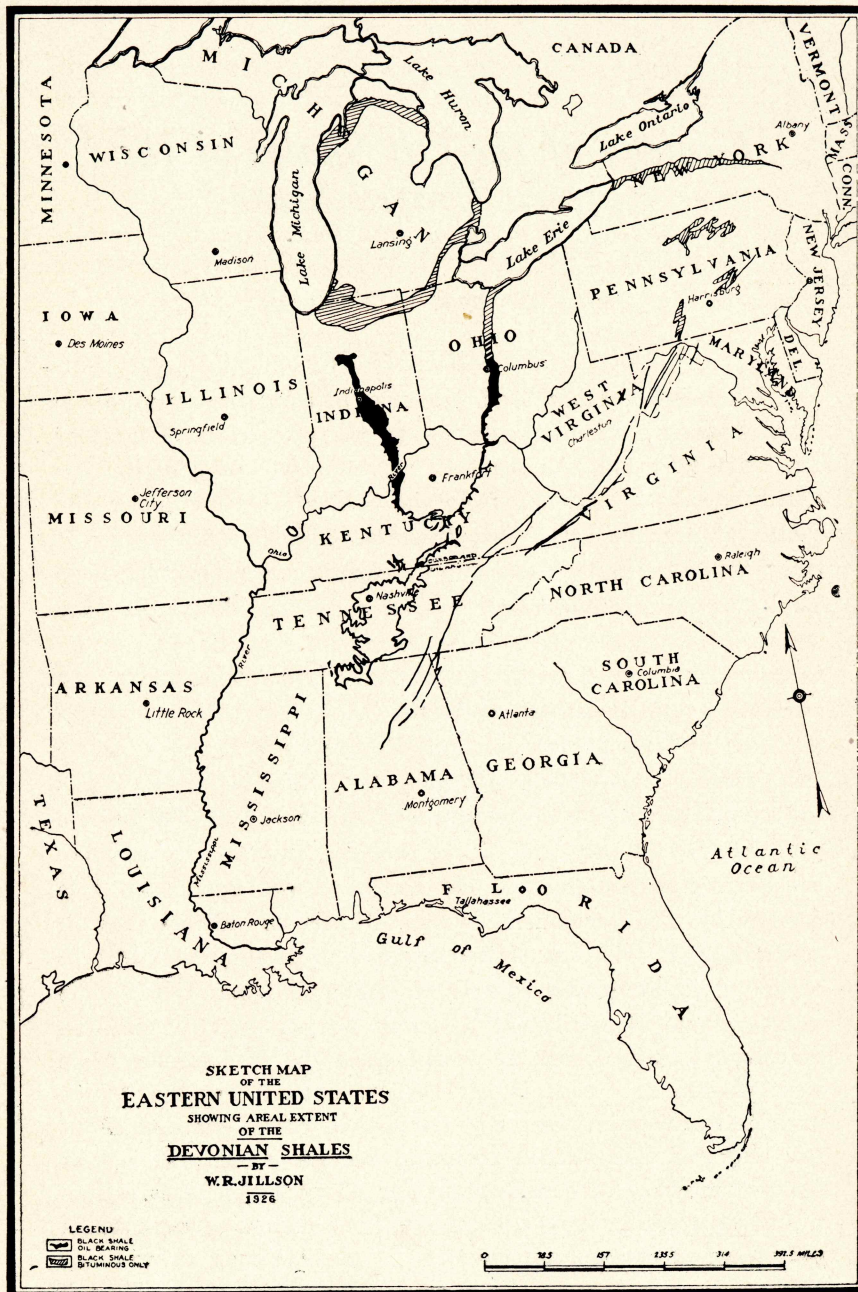 MINNESOTA
WISCONSIN
MICHIGAN
CANADA
VERMONT
MASS
CONN.
Lake Huron
Lake Michigan
Lake Ontario
Lake Erie
Albany
NEW YORK
Madison
Lansing
PENNSYLVANIA
Harrisburg
NEW JERSEY
IOWA
Des Moines
ILLINOIS
Springfield
Indianapolis
INDIANA
OHIO
Columbus
MARYLAND
DEL.
WEST
VIRGINIA
Charleston
VIRGINIA
Jefferson
City
MISSOURI
River
Frankfort
KENTUCKY
Ohio
CUMBERLAND
Nashville
TENNESSEE
Raleigh
NORTH CAROLINA
River
ARKANSAS
Little Rock
SOUTH
Columbia
CAROLINA
MISSISSIPPI
Atlanta
GEORGIA
ALABAMA
Montgomery
TEXAS
LOUISIANA
Jackson
Mississippi
Baton Rouge
FLORIDA
Tallahassee
Atlantic
Ocean
Gulf of Mexico
SKETCH MAP
OF THE
EASTERN UNITED STATES
SHOWING AREAL EXTENT
OF THE
DEVONIAN SHALES
— BY —
W.R. JILLSON
1926
LEGEND
BLACK SHALE
OIL BEARING
BLACK SHALE
BITUMINOUS ONLY
0 78.5 157 235.5 314 392.5 MILES